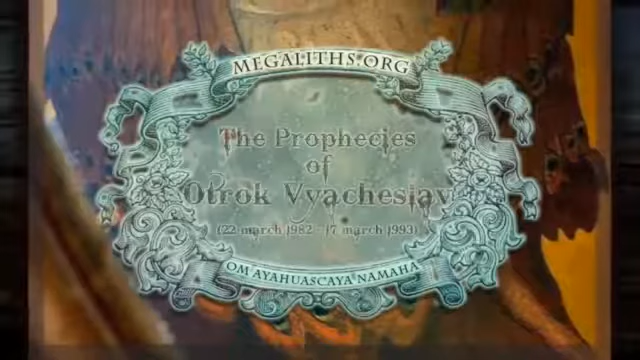 MEGALITHS.ORG
The Prophecies
of
Otrok Vyacheslav
(22 march 1982 - 17 march 1993)
OM AYAHUASCAYA NAMAHA